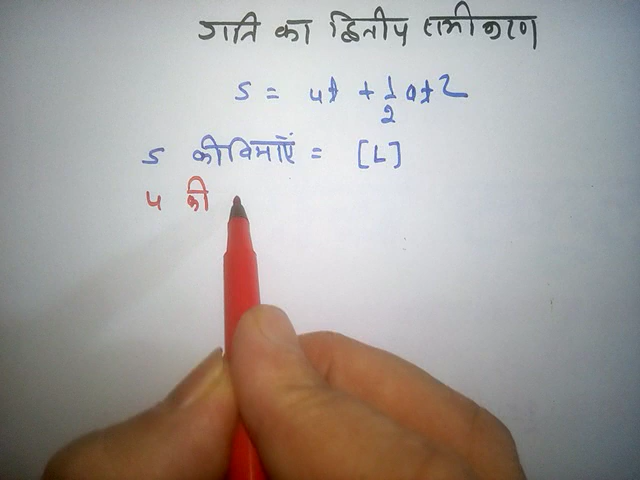 गति का द्वितीय समीकरण
s = ut + 1/2 at2
s की विमाएँ = [L]
u की